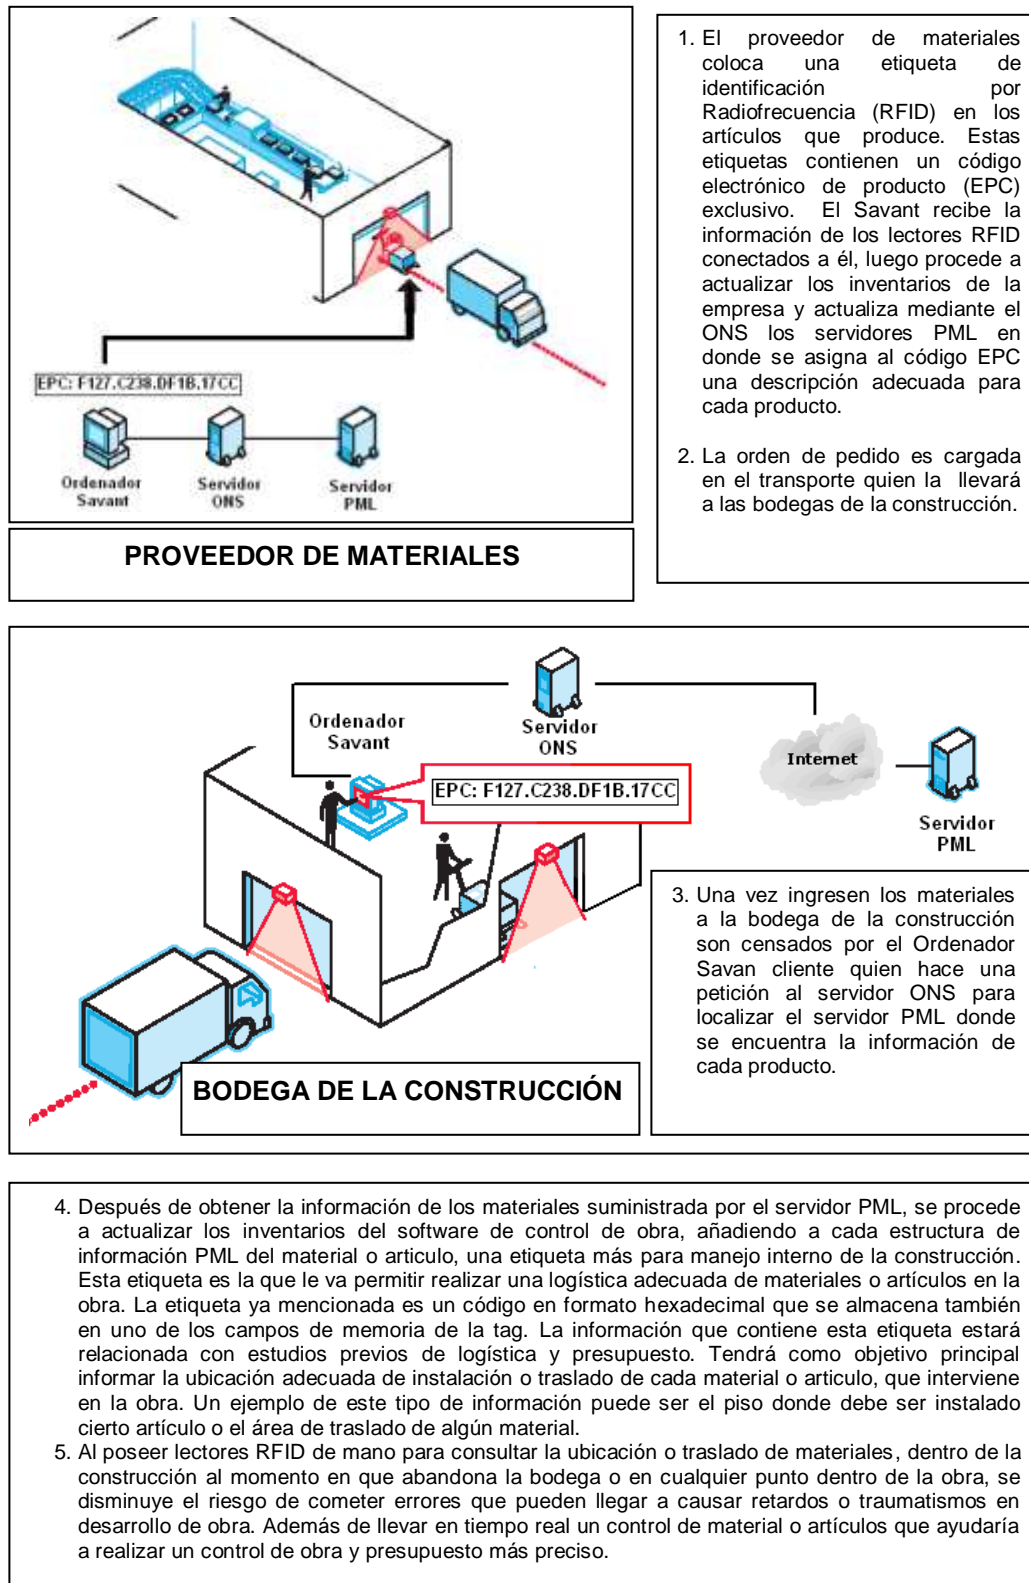 EPC: F127.C238.DF1B.17CC
Ordenador
Savant
Servidor
ONS
Servidor
PML
PROVEEDOR DE MATERIALES
1. El proveedor de materiales
coloca una etiqueta de
identificación por
Radiofrecuencia (RFID) en los
artículos que produce. Estas
etiquetas contienen un código
electrónico de producto (EPC)
exclusivo. El Savant recibe la
información de los lectores RFID
conectados a él, luego procede a
actualizar los inventarios de la
empresa y actualiza mediante el
ONS los servidores PML en
donde se asigna al código EPC
una descripción adecuada para
cada producto.
2. La orden de pedido es cargada
en el transporte quien la llevará
a las bodegas de la construcción.
Ordenador
Savant
Servidor
ONS
Internet
Servidor
PML
EPC: F127.C238.DF1B.17CC
BODEGA DE LA CONSTRUCCIÓN
3. Una vez ingresen los materiales
a la bodega de la construcción
son censados por el Ordenador
Savan cliente quien hace una
petición al servidor ONS para
localizar el servidor PML donde
se encuentra la información de
cada producto.
4. Después de obtener la información de los materiales suministrada por el servidor PML, se procede
a actualizar los inventarios del software de control de obra, añadiendo a cada estructura de
información PML del material o articulo, una etiqueta más para manejo interno de la construcción.
Esta etiqueta es la que le va permitir realizar una logística adecuada de materiales o artículos en la
obra. La etiqueta ya mencionada es un código en formato hexadecimal que se almacena también
en uno de los campos de memoria de la tag. La información que contiene esta etiqueta estará
relacionada con estudios previos de logística y presupuesto. Tendrá como objetivo principal
informar la ubicación adecuada de instalación o traslado de cada material o articulo, que interviene
en la obra. Un ejemplo de este tipo de información puede ser el piso donde debe ser instalado
cierto artículo o el área de traslado de algún material.
5. Al poseer lectores RFID de mano para consultar la ubicación o traslado de materiales, dentro de la
construcción al momento en que abandona la bodega o en cualquier punto dentro de la obra, se
disminuye el riesgo de cometer errores que pueden llegar a causar retardos o traumatismos en
desarrollo de obra. Además de llevar en tiempo real un control de material o artículos que ayudaría
a realizar un control de obra y presupuesto más preciso.